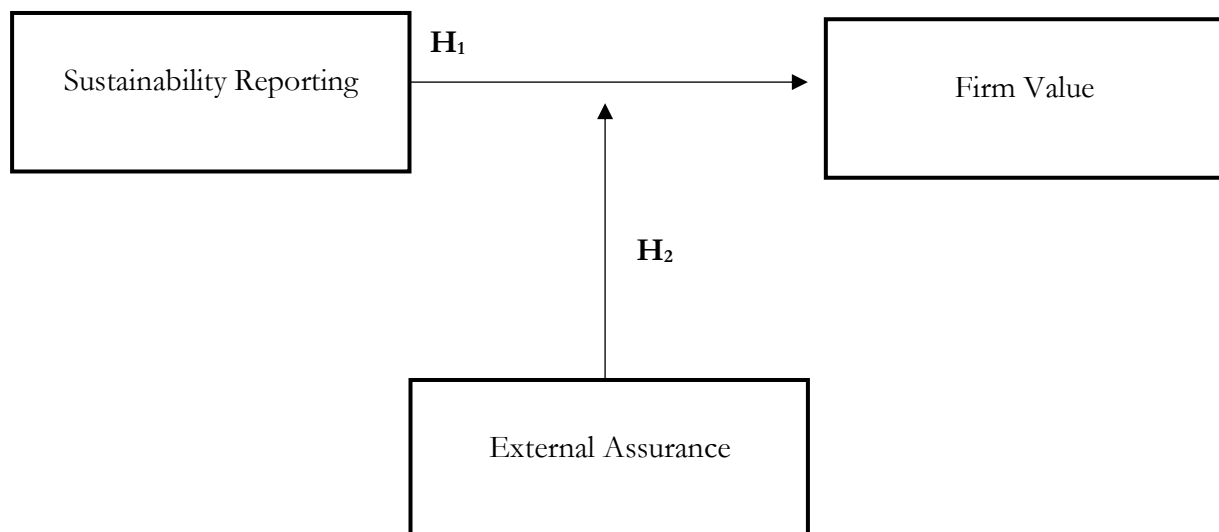 H₁
Sustainability Reporting
Firm Value
H₂
External Assurance